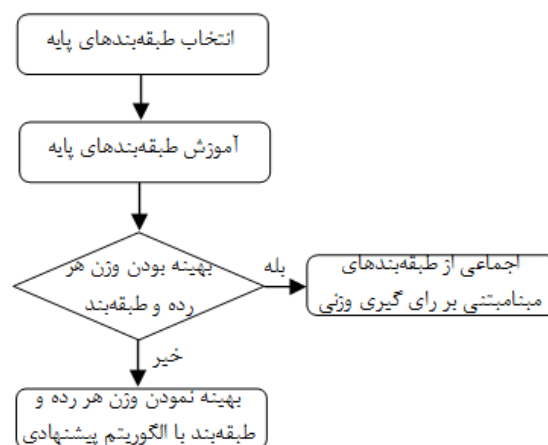 انتخاب طبقه‌بندهای پایه
آموزش طبقه‌بندهای پایه
بهینه بودن وزن هر
رده و طبقه‌بند
بله
اجماعی از طبقه‌بندهای
مبنامبتنی بر رای گیری وزنی
خیر
بهینه نمودن وزن هر رده و
طبقه‌بند با الگوریتم پیشنهادی